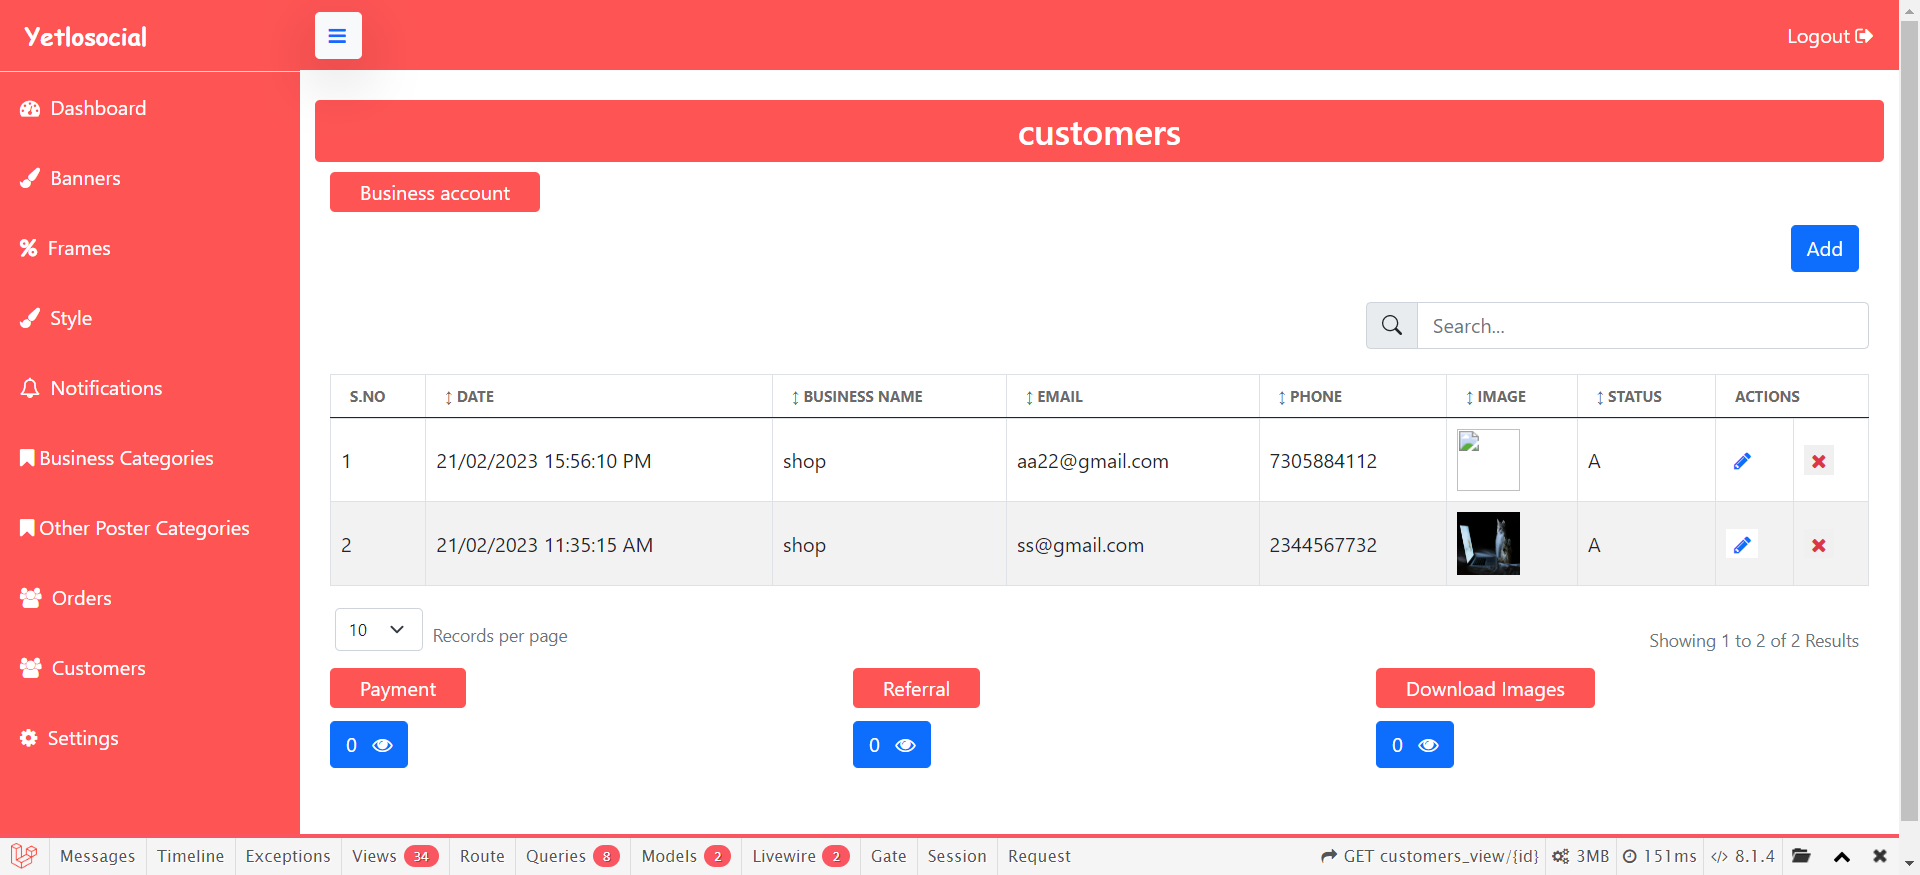 Yetlosocial
Logout
Dashboard
Banners
Frames
Style
Notifications
Business Categories
Other Poster Categories
Orders
Customers
Settings
customers
Business account
Add
Search...
S.NO ↕ DATE ↕ BUSINESS NAME ↕ EMAIL ↕ PHONE ↕ IMAGE ↕ STATUS ACTIONS
1 21/02/2023 15:56:10 PM shop aa22@gmail.com 7305884112 A
2 21/02/2023 11:35:15 AM shop ss@gmail.com 2344567732 A
10 Records per page
Showing 1 to 2 of 2 Results
Payment Referral Download Images
0 0 0
Messages Timeline Exceptions Views 34 Route Queries 8 Models 2 Livewire 2 Gate Session Request GET customers_view/{id} 3MB 151ms </> 8.1.4